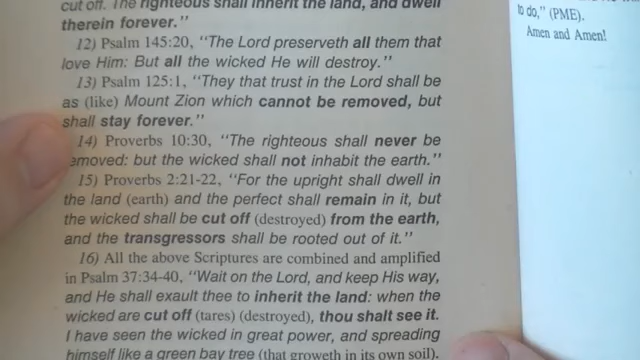 cut off. The righteous shall inherit the land, and dwell
therein forever."
12) Psalm 145:20, "The Lord preserveth all them that
love Him: But all the wicked He will destroy."
13) Psalm 125:1, "They that trust in the Lord shall be
as (like) Mount Zion which cannot be removed, but
shall stay forever."
14) Proverbs 10:30, "The righteous shall never be
emoved: but the wicked shall not inhabit the earth."
15) Proverbs 2:21-22, "For the upright shall dwell in
the land (earth) and the perfect shall remain in it, but
the wicked shall be cut off (destroyed) from the earth,
and the transgressors shall be rooted out of it."
16) All the above Scriptures are combined and amplified
in Psalm 37:34-40, "Wait on the Lord, and keep His way,
and He shall exault thee to inherit the land: when the
wicked are cut off (tares) (destroyed), thou shalt see it.
I have seen the wicked in great power, and spreading
himself like a green bay tree (that groweth in its own soil).
to do," (PME).
Amen and Amen!